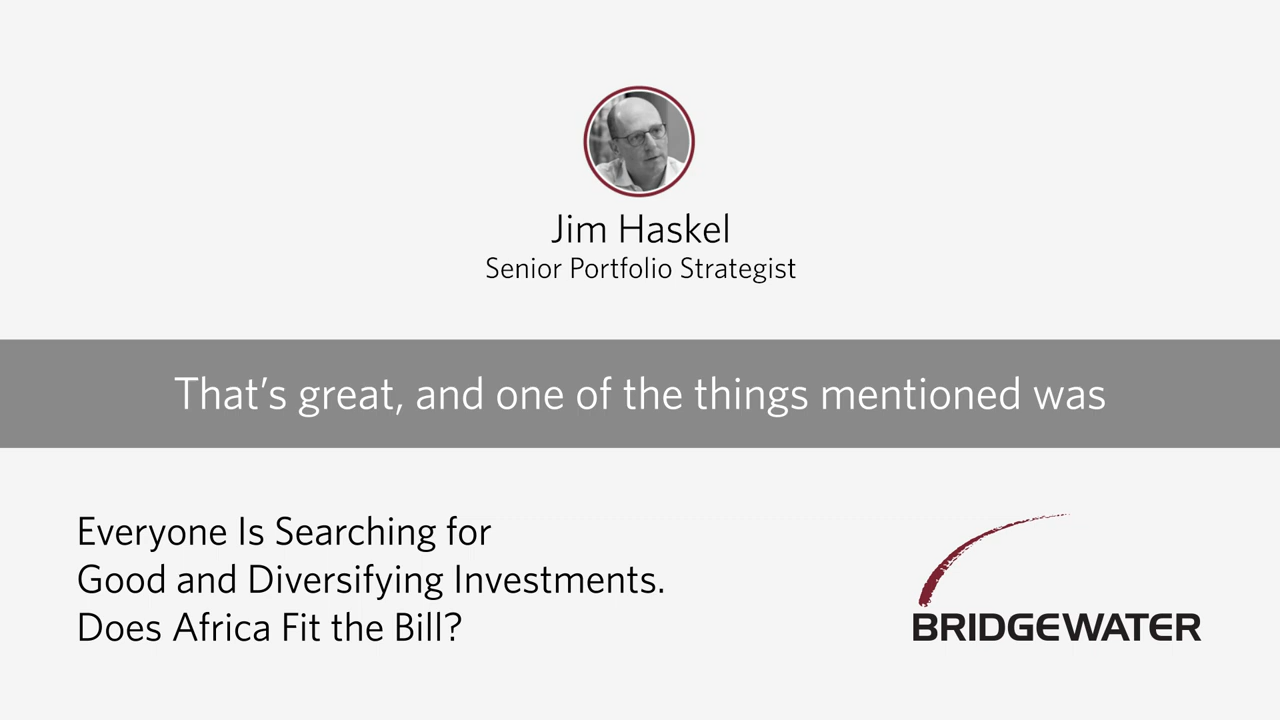 Jim Haskel
Senior Portfolio Strategist
That’s great, and one of the things mentioned was
Everyone Is Searching for
Good and Diversifying Investments.
Does Africa Fit the Bill?
BRIDGEWATER